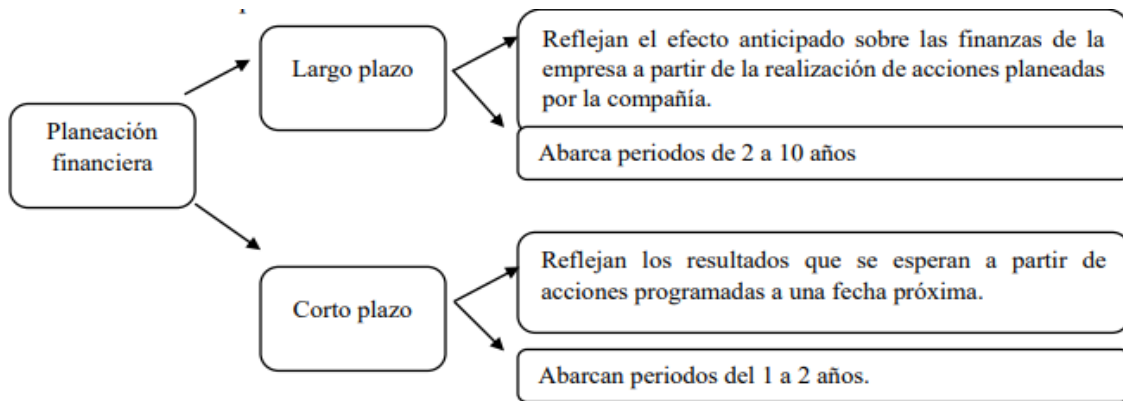 Planeación
financiera
Largo plazo
Reflejan el efecto anticipado sobre las finanzas de la
empresa a partir de la realización de acciones planeadas
por la compañía.
Abarca periodos de 2 a 10 años
Corto plazo
Reflejan los resultados que se esperan a partir de
acciones programadas a una fecha próxima.
Abarcan periodos del 1 a 2 años.